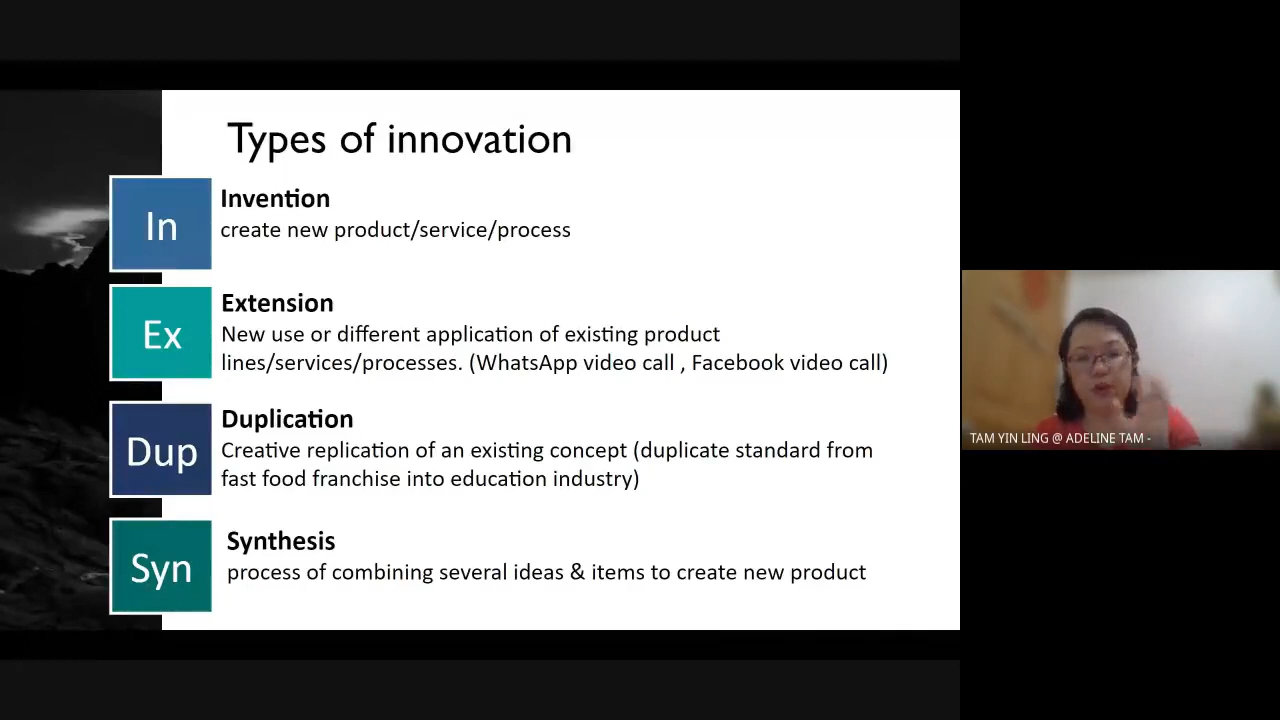 Types of innovation
In
Invention
create new product/service/process
Ex
Extension
New use or different application of existing product
lines/services/processes. (WhatsApp video call , Facebook video call)
Dup
Duplication
Creative replication of an existing concept (duplicate standard from
fast food franchise into education industry)
Syn
Synthesis
process of combining several ideas & items to create new product
TAM YIN LING @ ADELINE TAM -